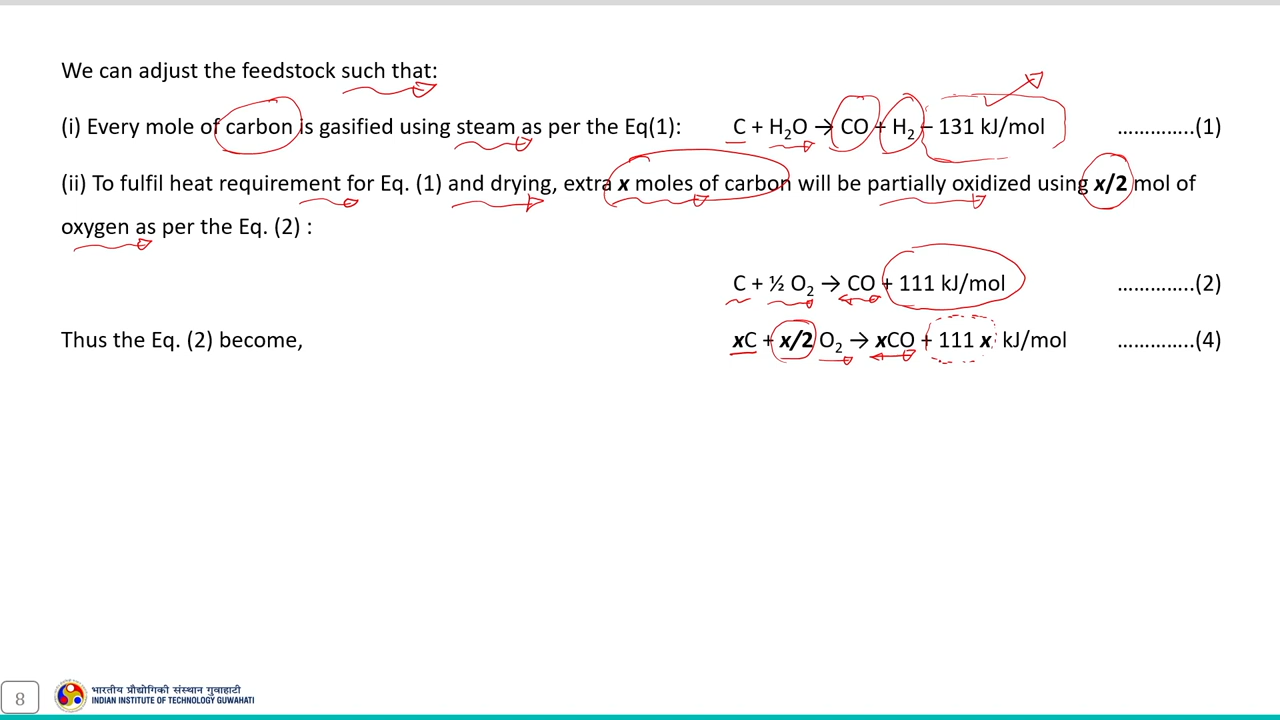 We can adjust the feedstock such that:
(i) Every mole of carbon is gasified using steam as per the Eq(1): C + H₂O → CO + H₂ – 131 kJ/mol …………..(1)
(ii) To fulfil heat requirement for Eq. (1) and drying, extra x moles of carbon will be partially oxidized using x/2 mol of
oxygen as per the Eq. (2) :
C + ½ O₂ → CO + 111 kJ/mol …………..(2)
Thus the Eq. (2) become, xC + x/2 O₂ → xCO + 111 x kJ/mol …………..(4)
8
भारतीय प्रौद्योगिकी संस्थान गुवाहाटी
INDIAN INSTITUTE OF TECHNOLOGY GUWAHATI